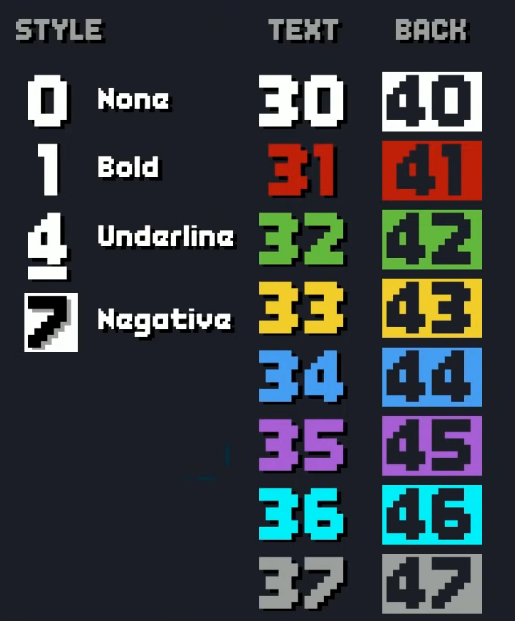 STYLE TEXT BACK
0 None 30 40
1 Bold 31 41
4 Underline 32 42
7 Negative 33 43
34 44
35 45
36 46
37 47